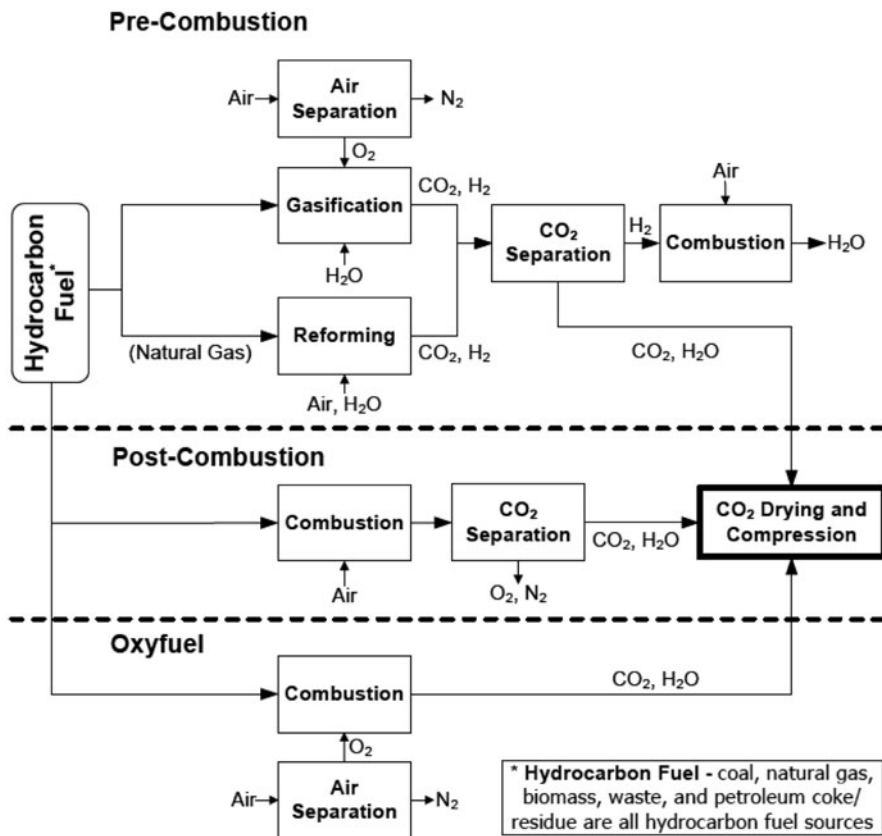 Pre-Combustion
Air
Air
Separation
N₂
O₂
Hydrocarbon
Fuel*
Gasification
CO₂, H₂
H₂O
(Natural Gas)
Reforming
CO₂, H₂
Air, H₂O
CO₂
Separation
H₂
Air
Combustion
H₂O
CO₂, H₂O
Post-Combustion
Combustion
Air
CO₂
Separation
O₂, N₂
CO₂, H₂O
CO₂ Drying and
Compression
Oxyfuel
Combustion
CO₂, H₂O
O₂
Air
Air
Separation
N₂
* Hydrocarbon Fuel - coal, natural gas,
biomass, waste, and petroleum coke/
residue are all hydrocarbon fuel sources